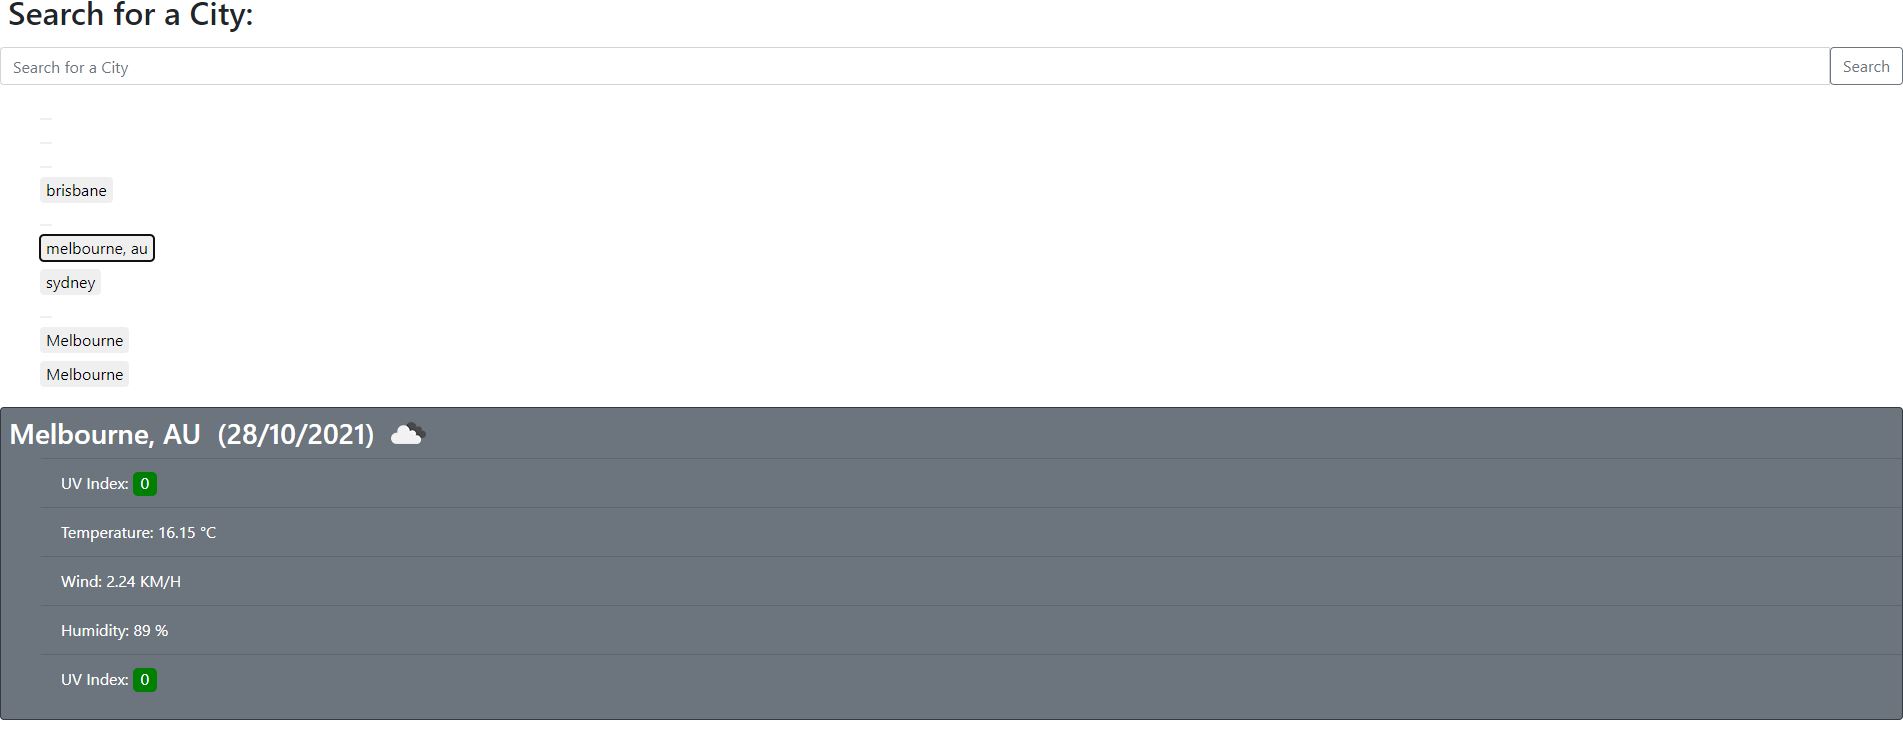 Search for a City:
Search for a City
Search
brisbane
melbourne, au
sydney
Melbourne
Melbourne
Melbourne, AU (28/10/2021)
UV Index: 0
Temperature: 16.15 °C
Wind: 2.24 KM/H
Humidity: 89 %
UV Index: 0